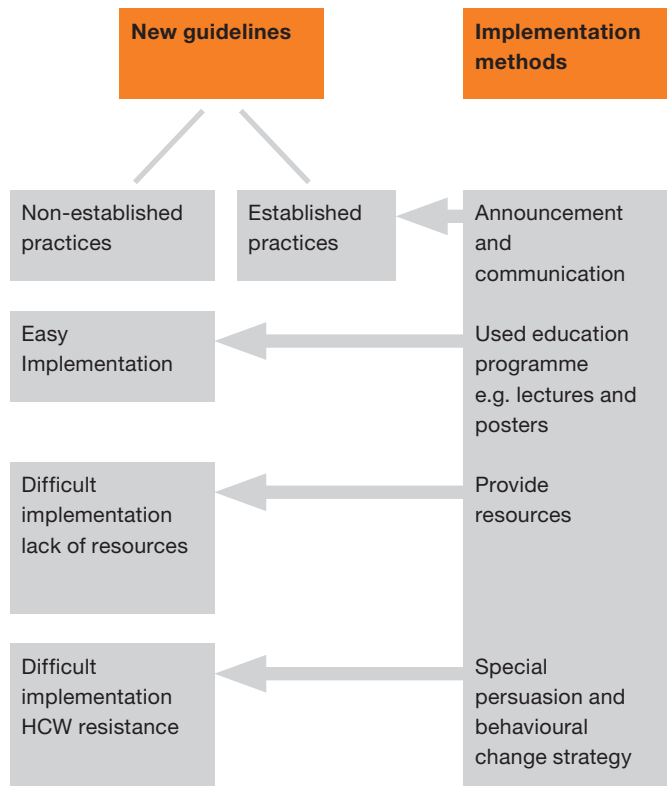 New guidelines
Implementation
methods
Non-established
practices
Established
practices
Announcement
and
communication
Easy
Implementation
Used education
programme
e.g. lectures and
posters
Difficult
implementation
lack of resources
Provide
resources
Difficult
implementation
HCW resistance
Special
persuasion and
behavioural
change strategy